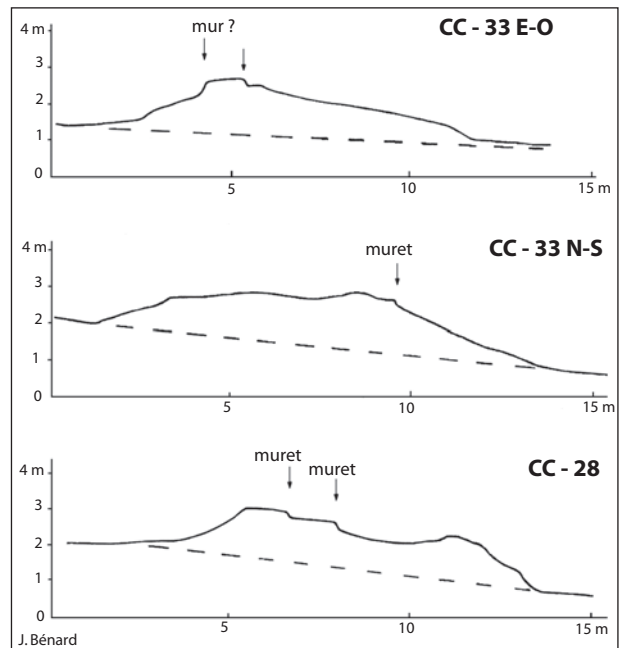 CC - 33 E-O
mur ?
4 m
3
2
1
0
5
10
15 m
CC - 33 N-S
muret
4 m
3
2
1
0
5
10
15 m
CC - 28
muret
muret
4 m
3
2
1
0
5
10
15 m
J. Bénard